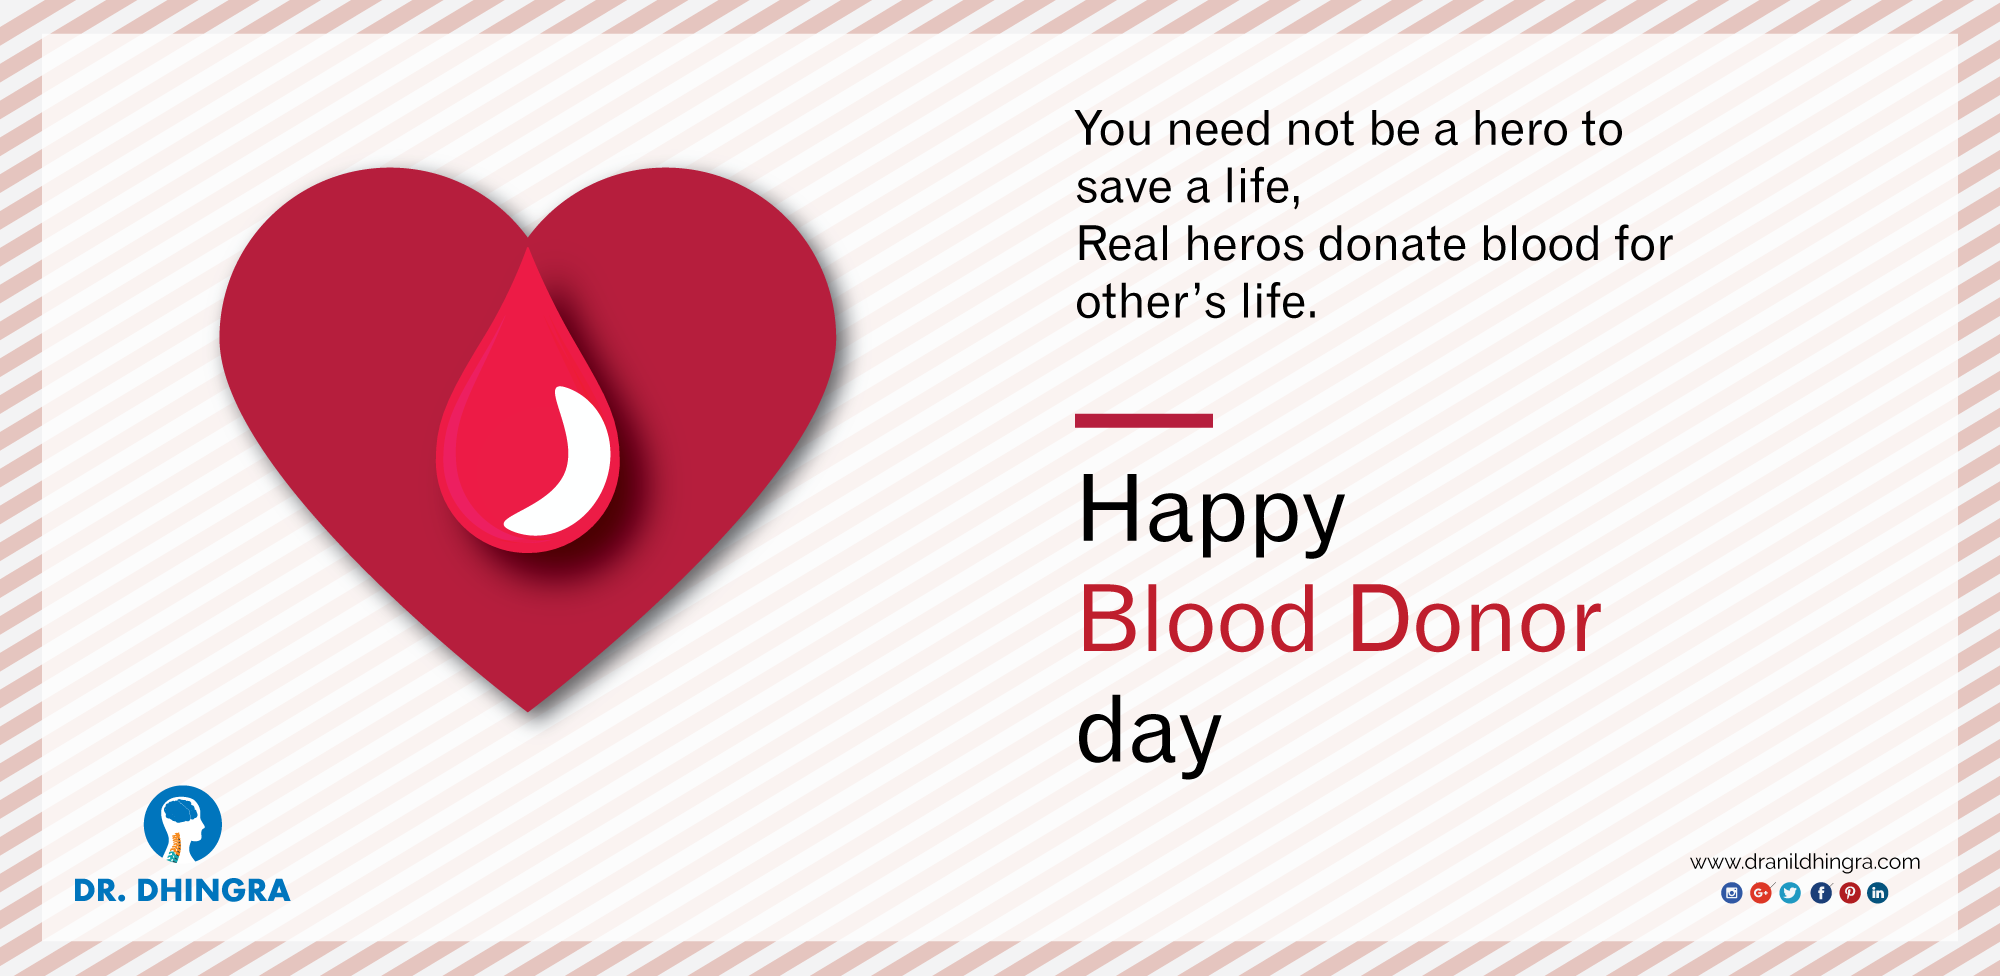 You need not be a hero to
save a life,
Real heros donate blood for
other’s life.
Happy
Blood Donor
day
DR. DHINGRA
www.dranildhingra.com